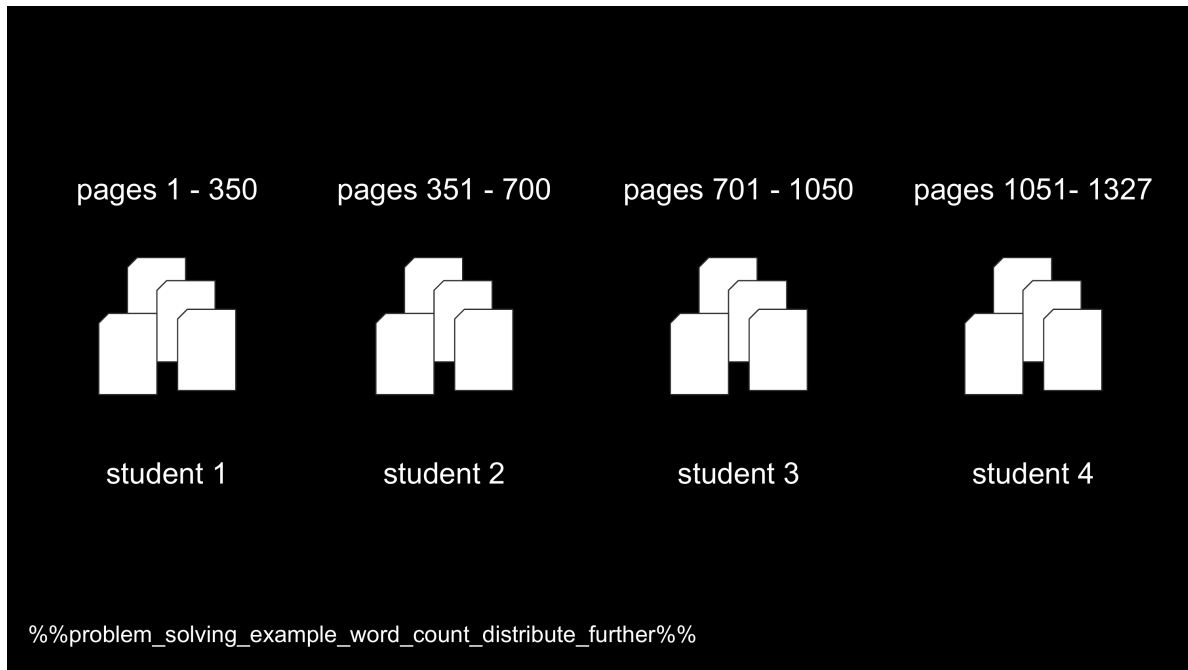 pages 1 - 350
pages 351 - 700
pages 701 - 1050
pages 1051- 1327
student 1
student 2
student 3
student 4
%%problem_solving_example_word_count_distribute_further%%